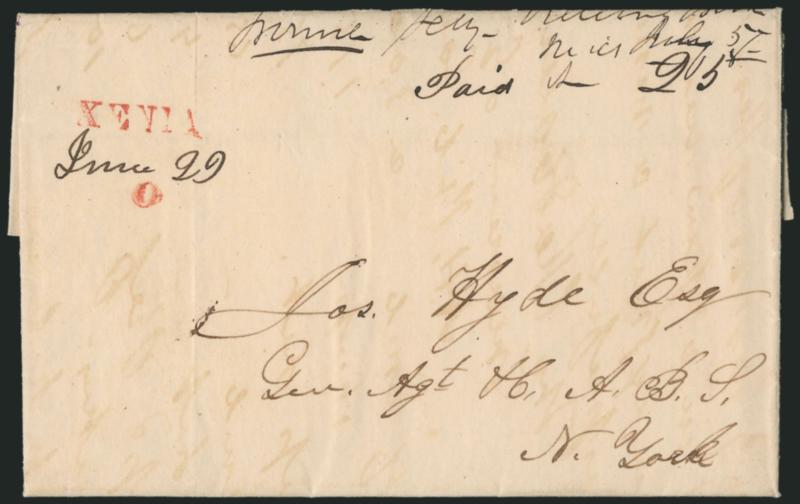 Paid A 25
XENIA
June 29
O
Jos. Hyde Esq
Gen. Agt &c. A. B. S.
N. York